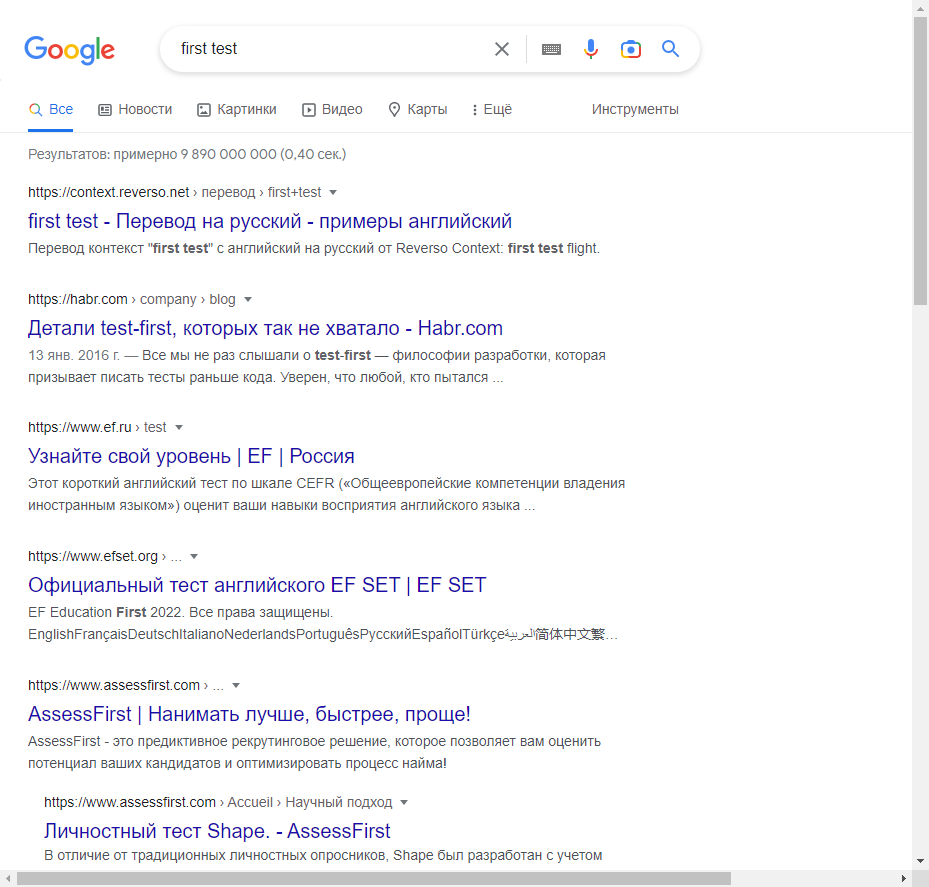 Google
first test
Все Новости Картинки Видео Карты Ещё Инструменты
Результатов: примерно 9 890 000 000 (0,40 сек.)
https://context.reverso.net › перевод › first+test
first test - Перевод на русский - примеры английский
Перевод контекст "first test" c английский на русский от Reverso Context: first test flight.
https://habr.com › company › blog
Детали test-first, которых так не хватало - Habr.com
13 янв. 2016 г. — Все мы не раз слышали о test-first — философии разработки, которая
призывает писать тесты раньше кода. Уверен, что любой, кто пытался ...
https://www.ef.ru › test
Узнайте свой уровень | EF | Россия
Этот короткий английский тест по шкале CEFR («Общеевропейские компетенции владения
иностранным языком») оценит ваши навыки восприятия английского языка ...
https://www.efset.org › ...
Официальный тест английского EF SET | EF SET
EF Education First 2022. Все права защищены.
EnglishFrançaisDeutschItalianoNederlandsPortuguêsРусскийEspañolTürkçeالعربية简体中文繁...
https://www.assessfirst.com › ...
AssessFirst | Нанимать лучше, быстрее, проще!
AssessFirst - это предиктивное рекрутинговое решение, которое позволяет вам оценить
потенциал ваших кандидатов и оптимизировать процесс найма!
https://www.assessfirst.com › Accueil › Научный подход
Личностный тест Shape. - AssessFirst
В отличие от традиционных личностных опросников, Shape был разработан с учетом